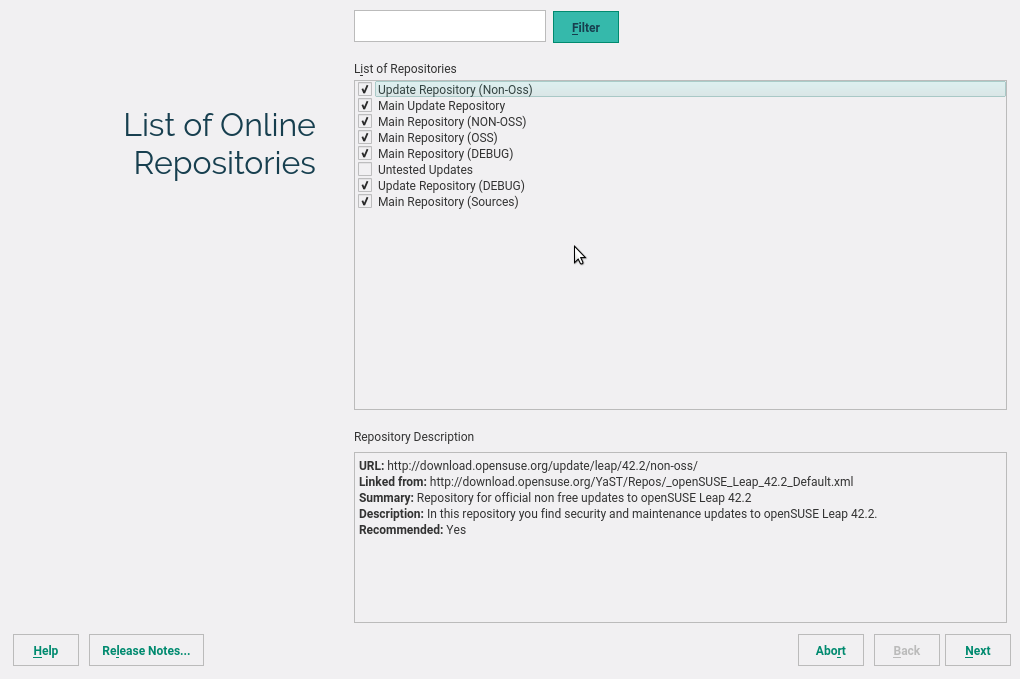 Filter
List of Repositories
List of Online
Repositories
Update Repository (Non-Oss)
Main Update Repository
Main Repository (NON-OSS)
Main Repository (OSS)
Main Repository (DEBUG)
Untested Updates
Update Repository (DEBUG)
Main Repository (Sources)
Repository Description
URL: http://download.opensuse.org/update/leap/42.2/non-oss/
Linked from: http://download.opensuse.org/YaST/Repos/_openSUSE_Leap_42.2_Default.xml
Summary: Repository for official non free updates to openSUSE Leap 42.2
Description: In this repository you find security and maintenance updates to openSUSE Leap 42.2.
Recommended: Yes
Help Release Notes... Abort Back Next